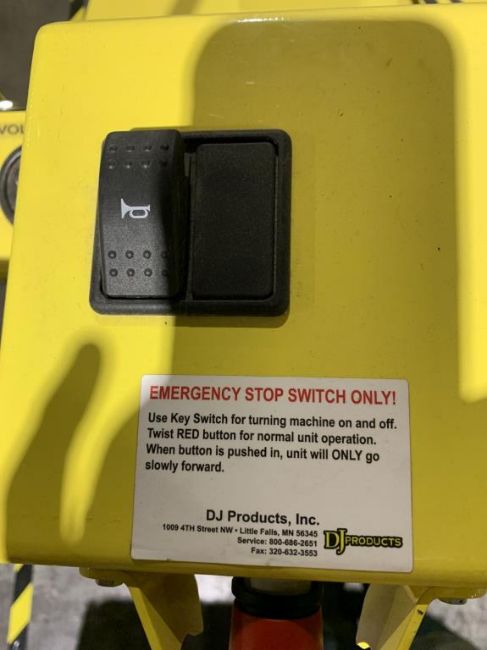 VOL
EMERGENCY STOP SWITCH ONLY!
Use Key Switch for turning machine on and off.
Twist RED button for normal unit operation.
When button is pushed in, unit will ONLY go
slowly forward.
DJ Products, Inc.
1009 4TH Street NW • Little Falls, MN 56345
Service: 800-686-2651
Fax: 320-632-3553
DJ PRODUCTS